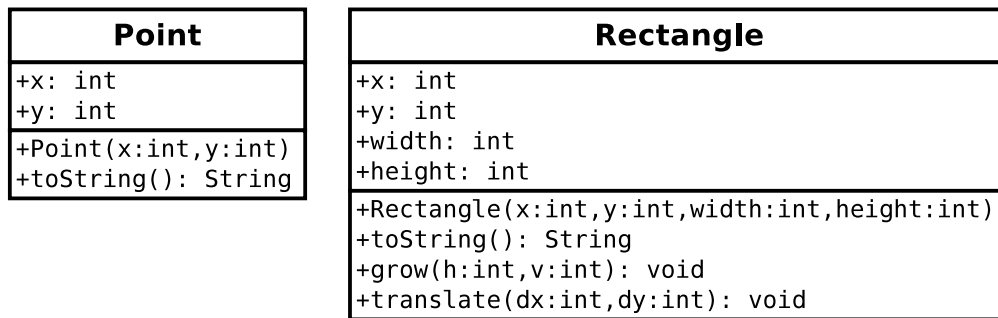 Point
+x: int
+y: int
+Point(x:int,y:int)
+toString(): String
Rectangle
+x: int
+y: int
+width: int
+height: int
+Rectangle(x:int,y:int,width:int,height:int)
+toString(): String
+grow(h:int,v:int): void
+translate(dx:int,dy:int): void